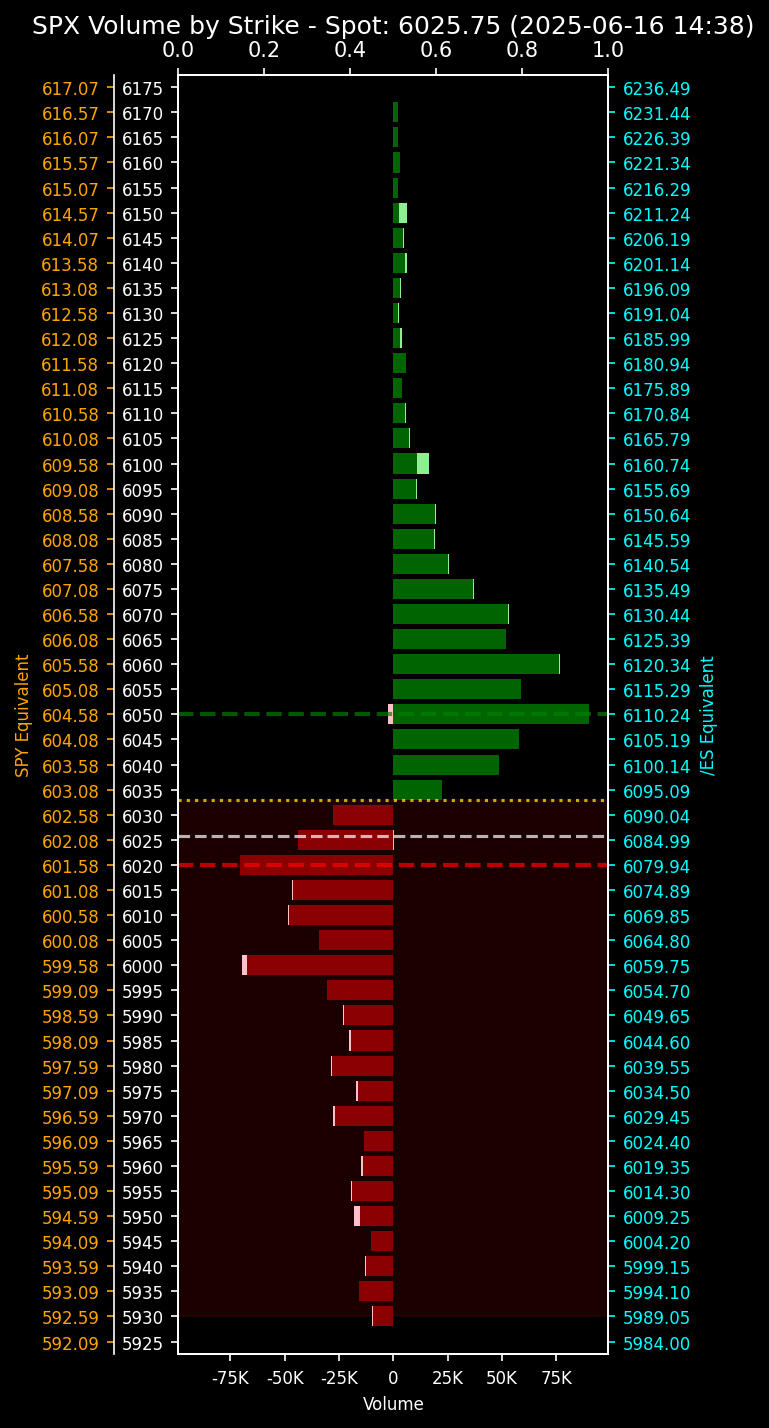 SPX Volume by Strike - Spot: 6025.75 (2025-06-16 14:38)
0.0 0.2 0.4 0.6 0.8 1.0
617.07 6175 6236.49
616.57 6170 6231.44
616.07 6165 6226.39
615.57 6160 6221.34
615.07 6155 6216.29
614.57 6150 6211.24
614.07 6145 6206.19
613.58 6140 6201.14
613.08 6135 6196.09
612.58 6130 6191.04
612.08 6125 6185.99
611.58 6120 6180.94
611.08 6115 6175.89
610.58 6110 6170.84
610.08 6105 6165.79
609.58 6100 6160.74
609.08 6095 6155.69
608.58 6090 6150.64
608.08 6085 6145.59
607.58 6080 6140.54
607.08 6075 6135.49
606.58 6070 6130.44
606.08 6065 6125.39
605.58 6060 6120.34
605.08 6055 6115.29
604.58 6050 6110.24
604.08 6045 6105.19
603.58 6040 6100.14
603.08 6035 6095.09
602.58 6030 6090.04
602.08 6025 6084.99
601.58 6020 6079.94
601.08 6015 6074.89
600.58 6010 6069.85
600.08 6005 6064.80
599.58 6000 6059.75
599.09 5995 6054.70
598.59 5990 6049.65
598.09 5985 6044.60
597.59 5980 6039.55
597.09 5975 6034.50
596.59 5970 6029.45
596.09 5965 6024.40
595.59 5960 6019.35
595.09 5955 6014.30
594.59 5950 6009.25
594.09 5945 6004.20
593.59 5940 5999.15
593.09 5935 5994.10
592.59 5930 5989.05
592.09 5925 5984.00
SPY Equivalent
/ES Equivalent
-75K -50K -25K 0 25K 50K 75K
Volume